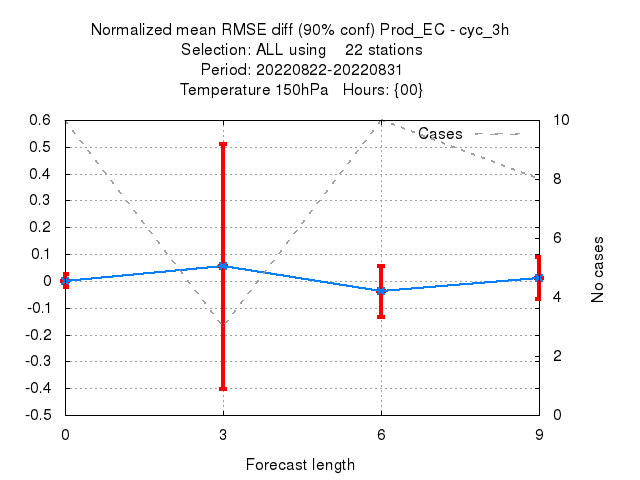 Normalized mean RMSE diff (90% conf) Prod_EC - cyc_3h
Selection: ALL using    22 stations
Period: 20220822-20220831
Temperature 150hPa   Hours: {00}
Cases
0.6
0.5
0.4
0.3
0.2
0.1
0
-0.1
-0.2
-0.3
-0.4
-0.5
10
8
6
4
2
0
No cases
0 3 6 9
Forecast length